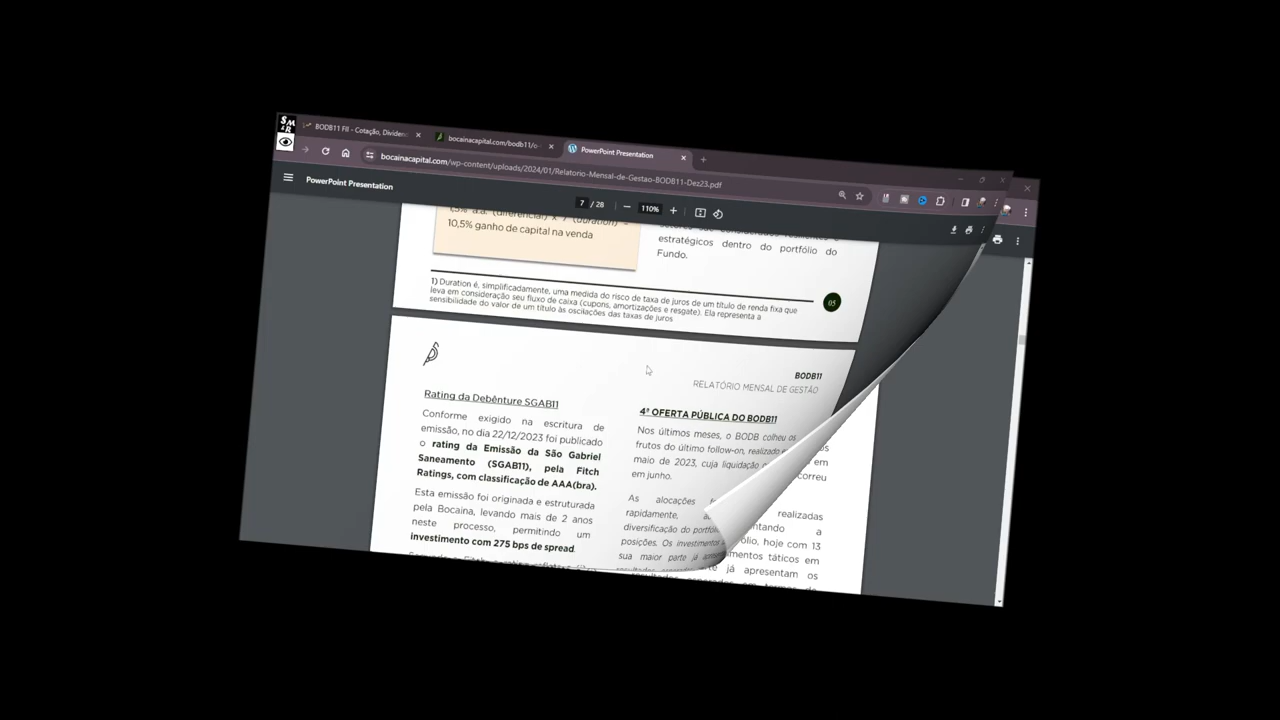 SMIR
BODB11 FII - Cotação, Dividen
bocainacapital.com/bodb11/o
PowerPoint Presentation
bocainacapital.com/wp-content/uploads/2024/01/Relatorio-Mensal-de-Gestao-BODB11-Dez23.pdf
PowerPoint Presentation
7 / 28
110%
1,5% a.a. (diferencial) x 7 (duration) =
10,5% ganho de capital na venda
estratégicos dentro do portfólio do
Fundo.
1) Duration é, simplificadamente, uma medida do risco de taxa de juros de um título de renda fixa que
leva em consideração seu fluxo de caixa (cupons, amortizações e resgate). Ela representa a
sensibilidade do valor de um título às oscilações das taxas de juros
05
BODB11
RELATÓRIO MENSAL DE GESTÃO
Rating da Debênture SGAB11
Conforme exigido na escritura de
emissão, no dia 22/12/2023 foi publicado
o rating da Emissão da São Gabriel
Saneamento (SGAB11), pela Fitch
Ratings, com classificação de AAA(bra).
Esta emissão foi originada e estruturada
pela Bocaina, levando mais de 2 anos
neste processo, permitindo um
investimento com 275 bps de spread.
4ª OFERTA PÚBLICA DO BODB11
Nos últimos meses, o BODB colheu os
frutos do último follow-on, realizado em
maio de 2023, cuja liquidação ocorreu
em junho.
As alocações realizadas
rapidamente, a
diversificação do portfólio, hoje com 13
posições. Os investimentos táticos em
sua maior parte já apresentam os